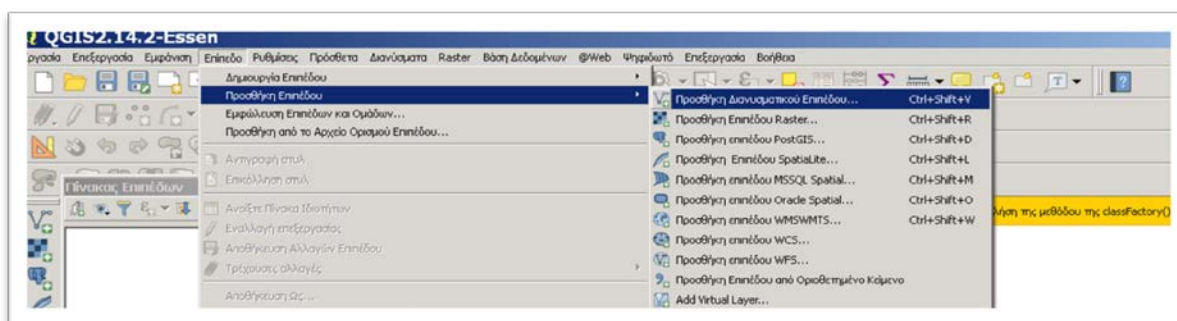 QGIS2.14.2-Essen
ργασία Επεξεργασία Εμφάνιση Επίπεδο Ρυθμίσεις Πρόσθετα Διανύσματα Raster Βάση Δεδομένων @Web Ψηφιδωτό Επεξεργασία Βοήθεια
Δημιουργία Επιπέδου
Προσθήκη Επιπέδου
Εμφώλευση Επιπέδων και Ομάδων...
Προσθήκη από το Αρχείο Ορισμού Επιπέδου...
Αντιγραφή στυλ
Επικόλληση στυλ
Ανοίξτε Πίνακα Ιδιοτήτων
Εναλλαγή επεξεργασίας
Αποθήκευση Αλλαγών Επιπέδου
Τρέχουσες αλλαγές
Αποθήκευση Ως...
Προσθήκη Διανυσματικού Επιπέδου... Ctrl+Shift+V
Προσθήκη Επιπέδου Raster... Ctrl+Shift+R
Προσθήκη Επιπέδου PostGIS... Ctrl+Shift+D
Προσθήκη Επιπέδου SpatiaLite... Ctrl+Shift+L
Προσθήκη επιπέδου MSSQL Spatial... Ctrl+Shift+M
Προσθήκη επιπέδου Oracle Spatial... Ctrl+Shift+O
Προσθήκη επιπέδου WMSWMTS... Ctrl+Shift+W
Προσθήκη επιπέδου WCS...
Προσθήκη επιπέδου WFS...
Προσθήκη Επιπέδου από Οριοθετημένο Κείμενο
Add Virtual Layer...
Πίνακας Επιπέδων
λήση της μεθόδου της classFactory()